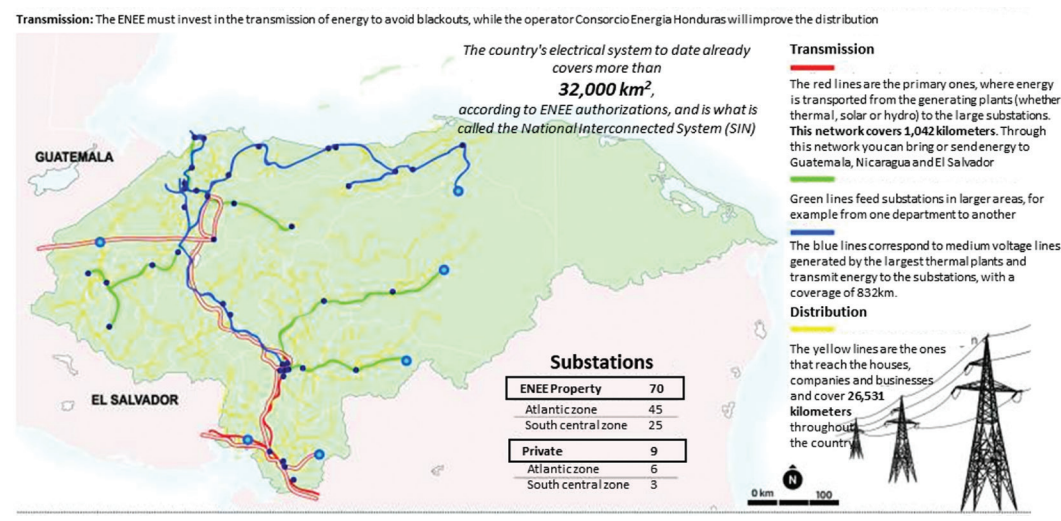 Transmission: The ENEE must invest in the transmission of energy to avoid blackouts, while the operator Consorcio Energia Honduras will improve the distribution
The country's electrical system to date already
covers more than
32,000 km²,
according to ENEE authorizations, and is what is
called the National Interconnected System (SIN)
GUATEMALA
EL SALVADOR
Substations
ENEE Property 70
Atlantic zone 45
South central zone 25
Private 9
Atlantic zone 6
South central zone 3
Transmission
The red lines are the primary ones, where energy
is transported from the generating plants (whether
thermal, solar or hydro) to the large substations.
This network covers 1,042 kilometers. Through
this network you can bring or send energy to
Guatemala, Nicaragua and El Salvador
Green lines feed substations in larger areas, for
example from one department to another
The blue lines correspond to medium voltage lines
generated by the largest thermal plants and
transmit energy to the substations, with a
coverage of 832km.
Distribution
The yellow lines are the ones
that reach the houses,
companies and businesses
and cover 26,531
kilometers
throughout
the country
n
N
0 km 100